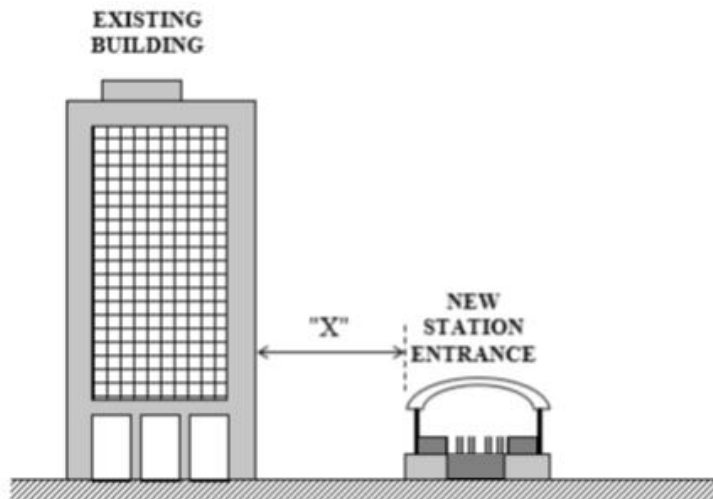 EXISTING
BUILDING
"X"
NEW
STATION
ENTRANCE